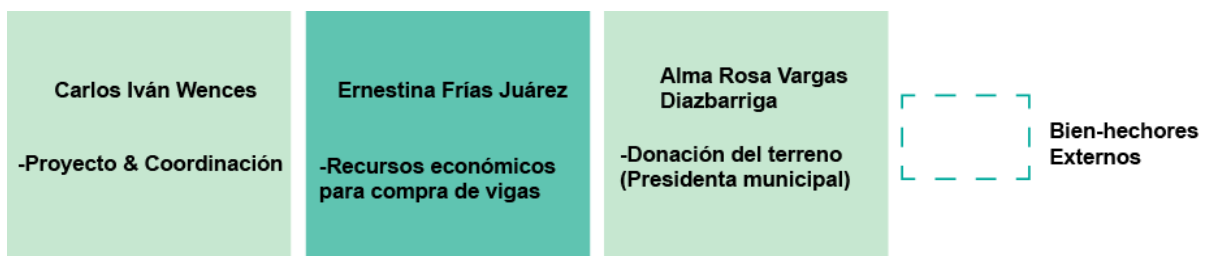 Carlos Iván Wences
-Proyecto & Coordinación
Ernestina Frías Juárez
-Recursos económicos
para compra de vigas
Alma Rosa Vargas
Diazbarriga
-Donación del terreno
(Presidenta municipal)
Bien-hechores
Externos